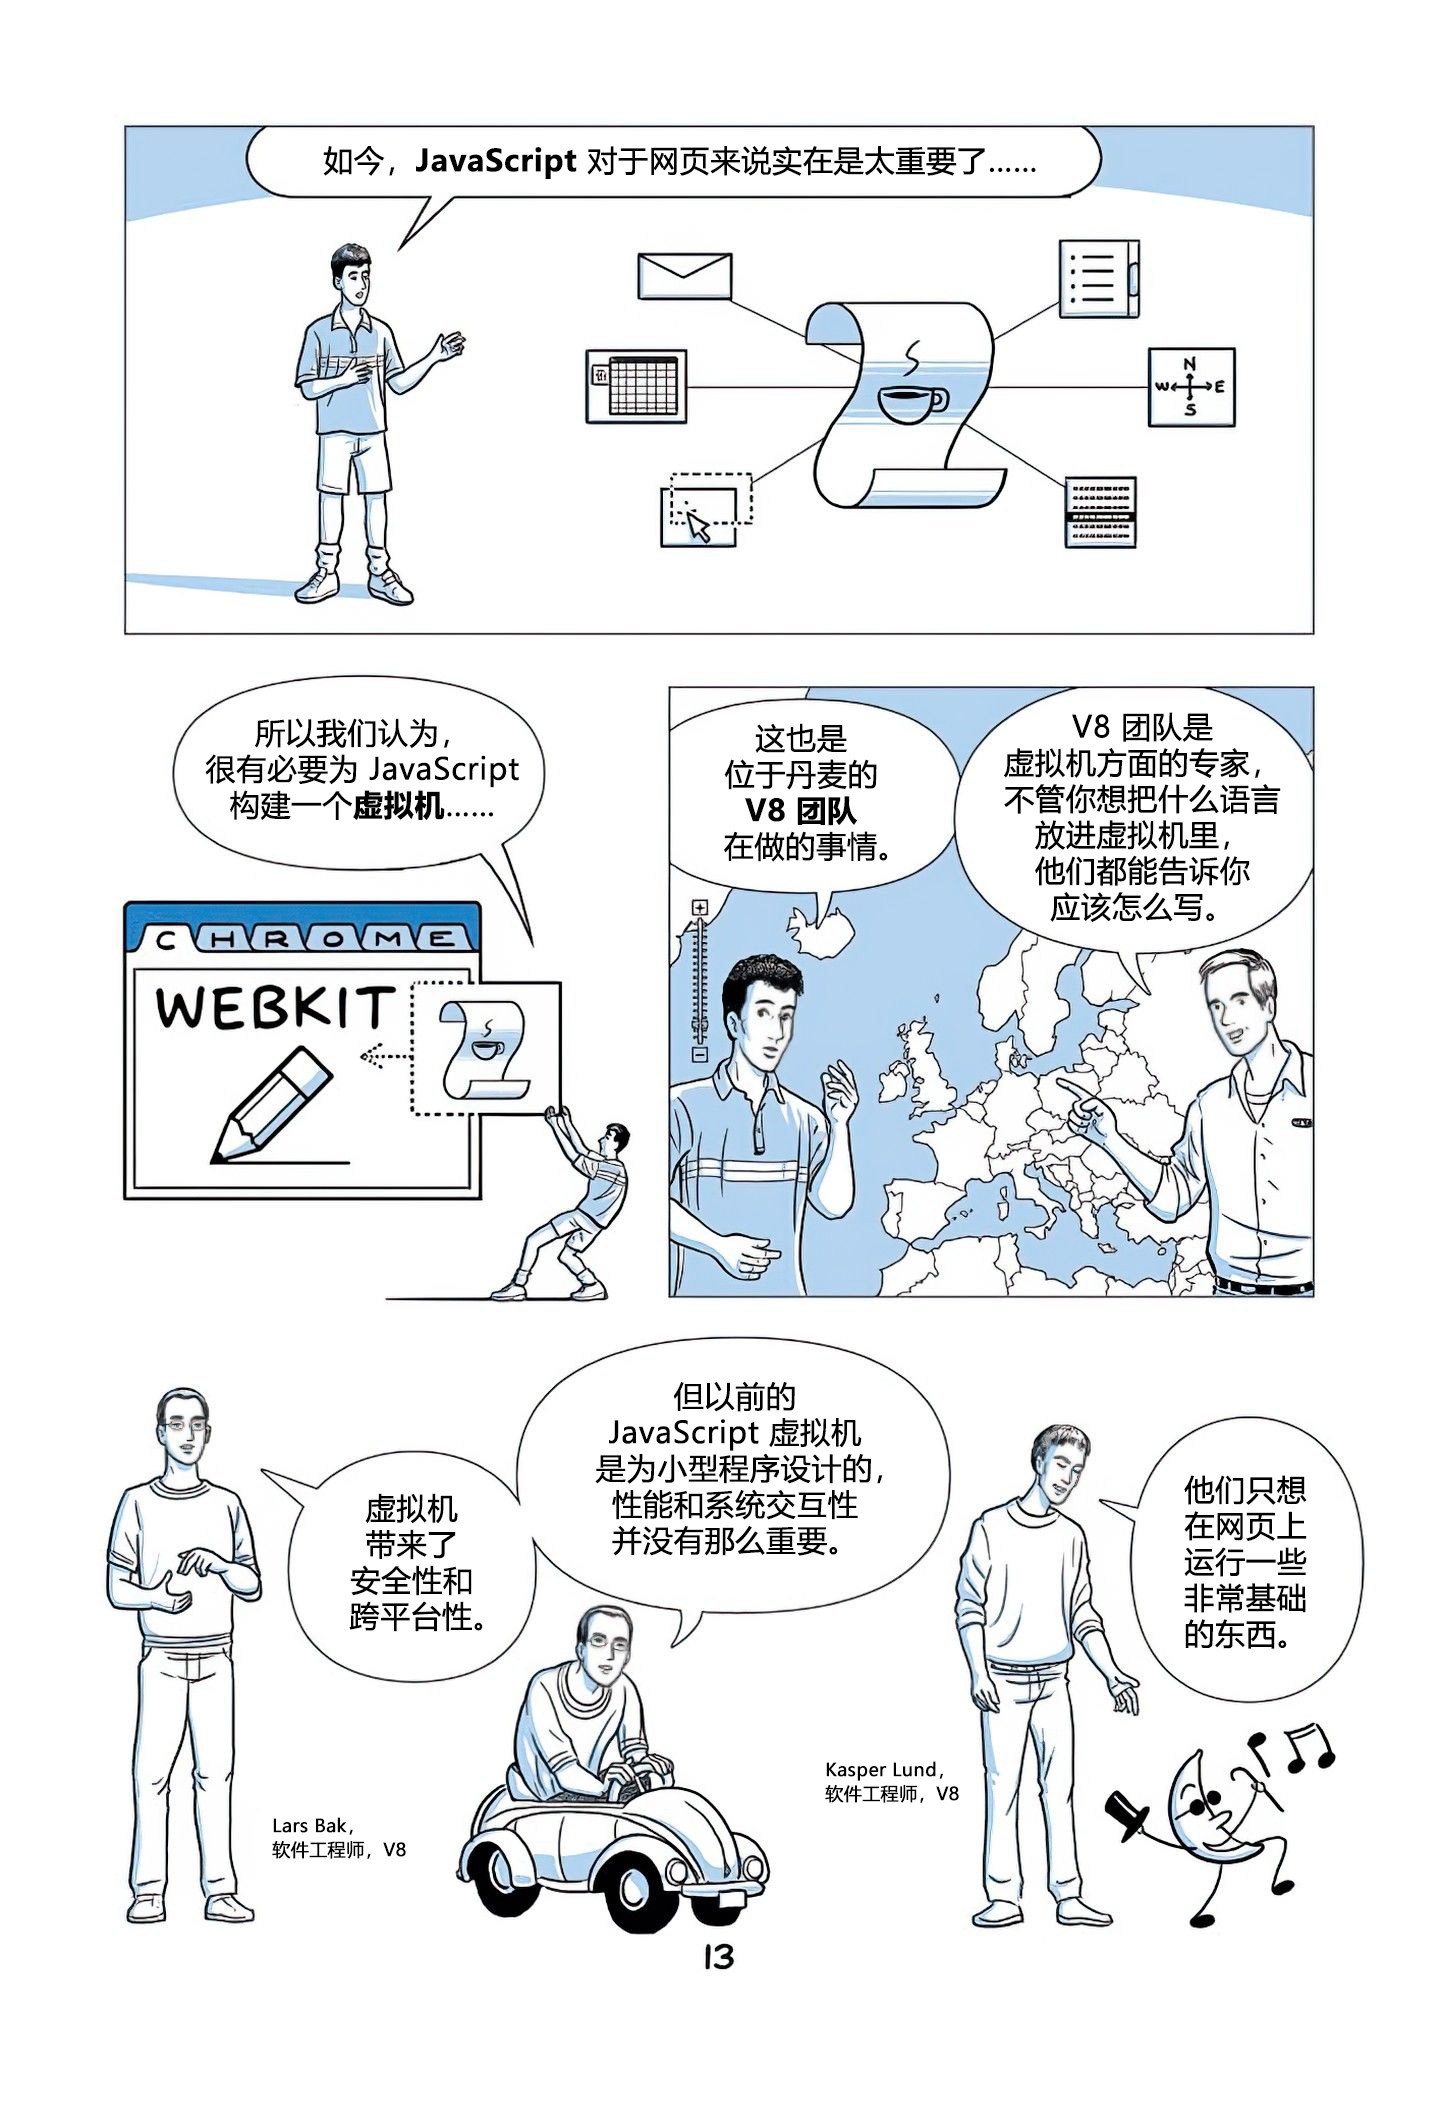 如今，JavaScript 对于网页来说实在是太重要了……
N
W E
S
所以我们认为，
很有必要为 JavaScript
构建一个虚拟机……
CHROME
WEBKIT
这也是
位于丹麦的
V8 团队
在做的事情。
V8 团队是
虚拟机方面的专家，
不管你想把什么语言
放进虚拟机里，
他们都能告诉你
应该怎么写。
虚拟机
带来了
安全性和
跨平台性。
但以前的
JavaScript 虚拟机
是为小型程序设计的，
性能和系统交互性
并没有那么重要。
他们只想
在网页上
运行一些
非常基础
的东西。
Lars Bak，
软件工程师，V8
Kasper Lund，
软件工程师，V8
13